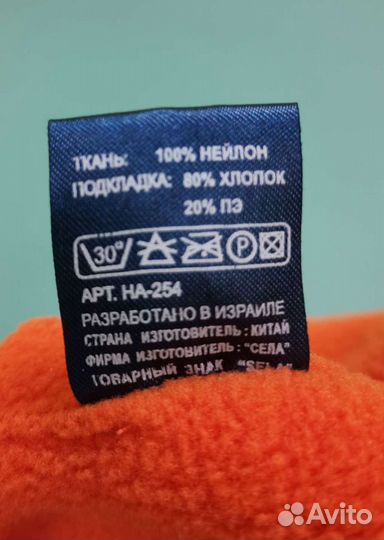 ТКАНЬ: 100% НЕЙЛОН
ПОДКЛАДКА: 80% ХЛОПОК
20% ПЭ
30° P
АРТ. НА-254
РАЗРАБОТАНО В ИЗРАИЛЕ
СТРАНА ИЗГОТОВИТЕЛЬ: КИТАЙ
ФИРМА ИЗГОТОВИТЕЛЬ: "СЕЛА"
ТОВАРНЫЙ ЗНАК "SELA"
Avito